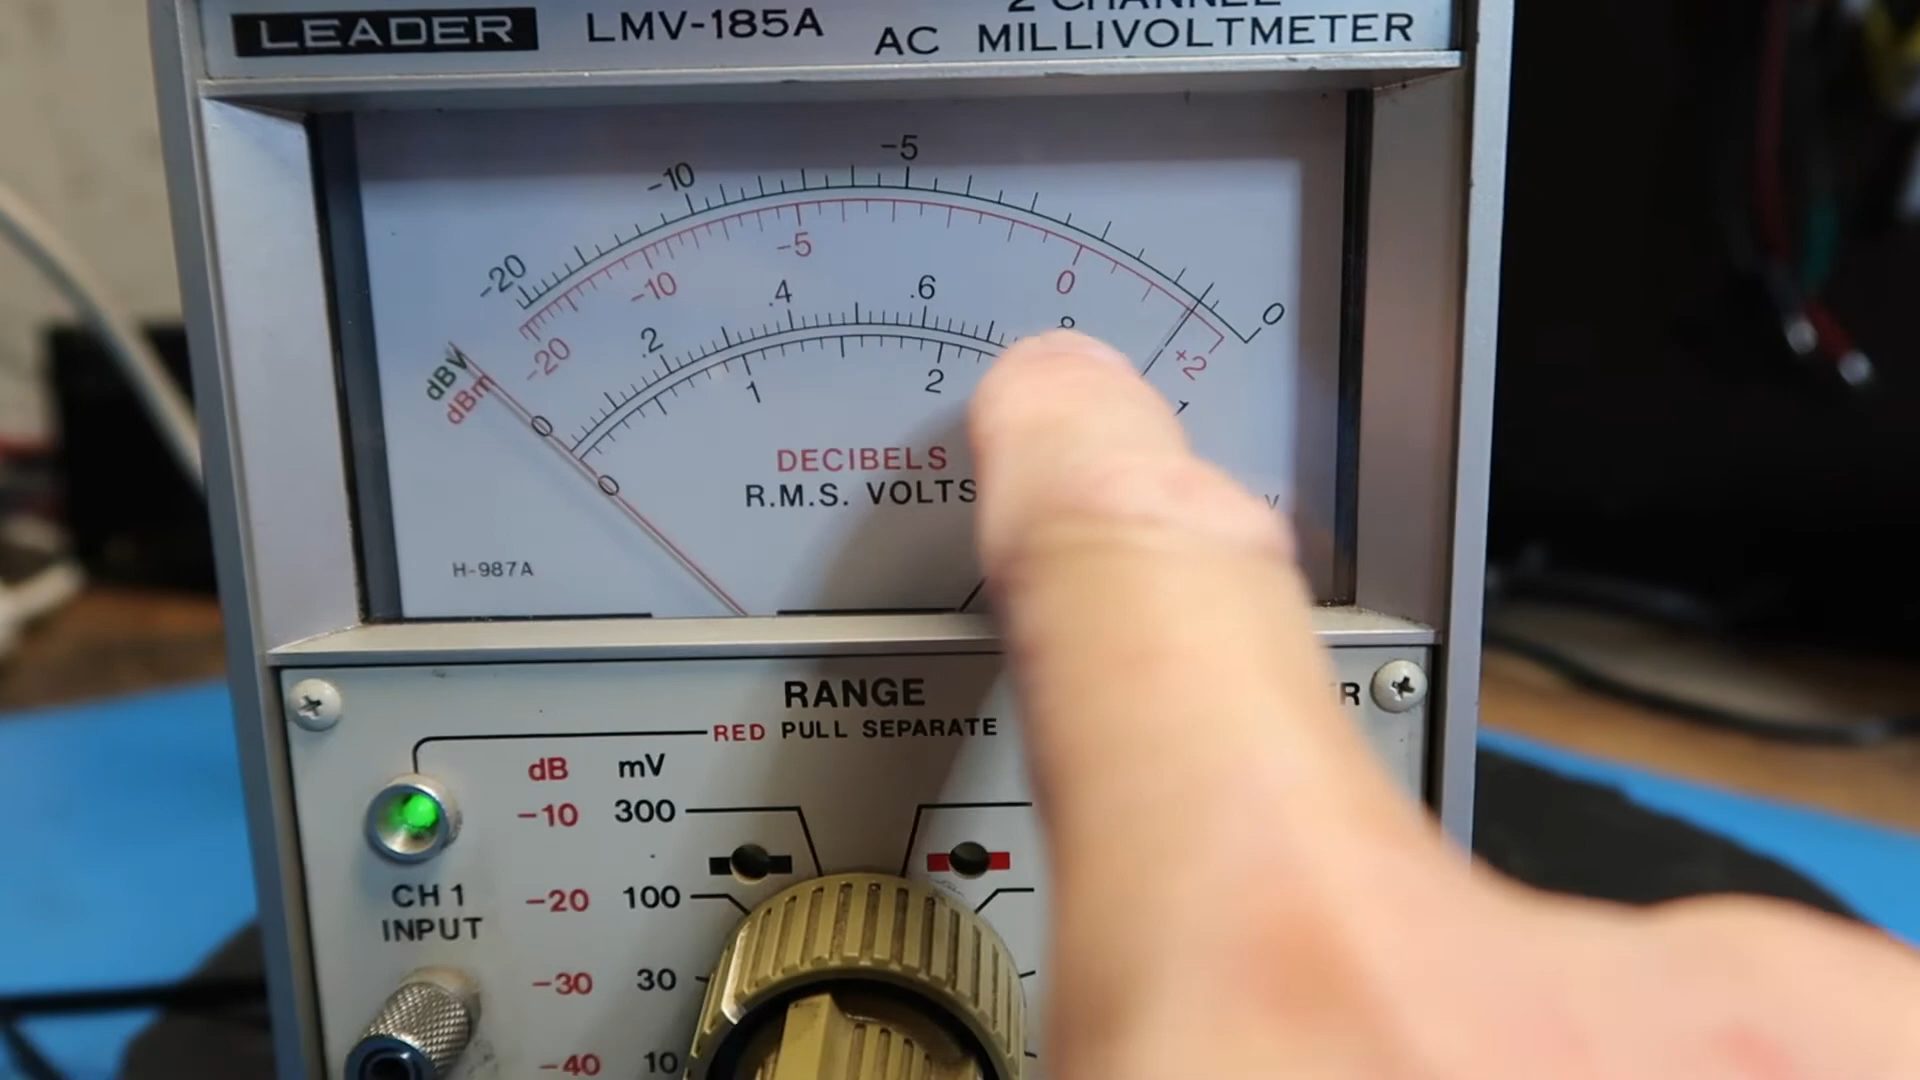 LEADER LMV-185A 2 CHANNEL
AC MILLIVOLTMETER
-20 -10 -5 0
-20 -10 -5 0 +2
dBV
dBm
0 .2 .4 .6 1
0 1 2
DECIBELS
R.M.S. VOLTS
V
H-987A
RANGE
RED PULL SEPARATE
R
dB mV
-10 300
-20 100
CH 1
INPUT
-30 30
-40 10